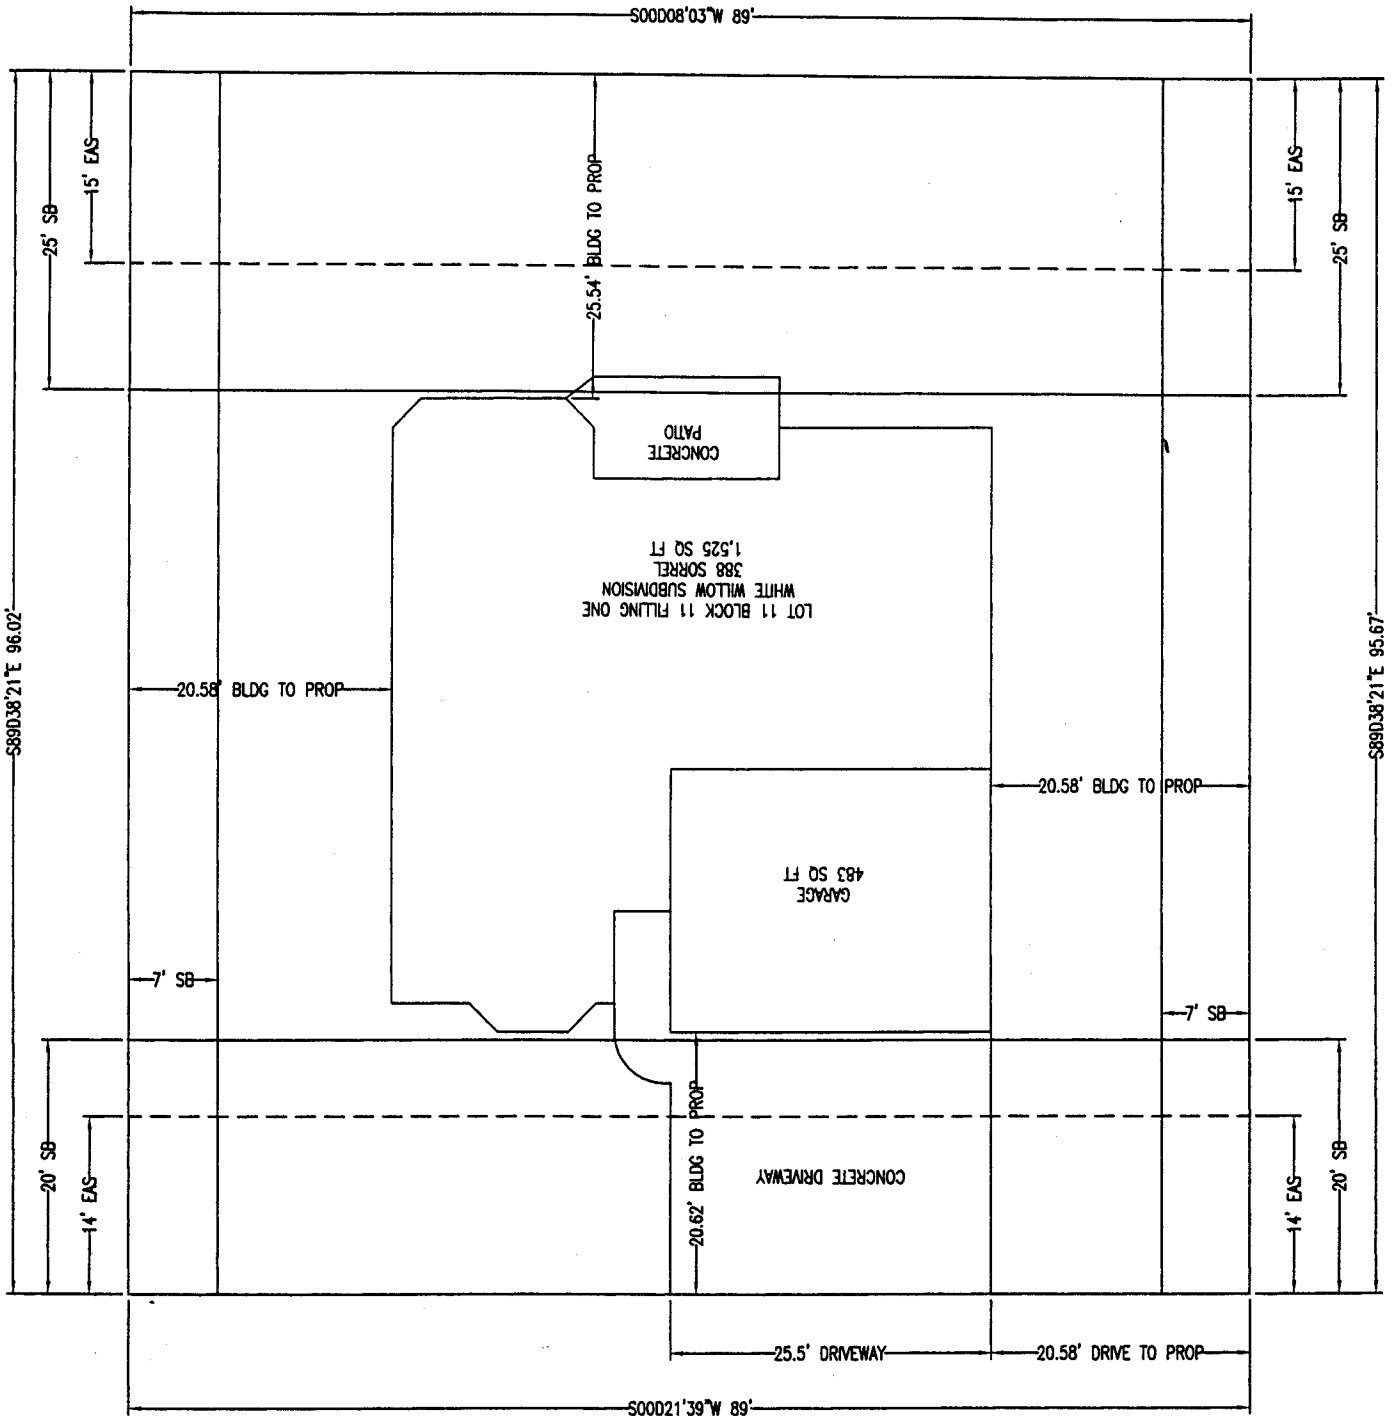 S00D08'03"W 89'
15' EAS
25' SB
25.54' BLDG TO PROP
15' EAS
25' SB
CONCRETE
PATIO
LOT 11 BLOCK 11 FILLING ONE
WHITE WILLOW SUBDIVISION
388 SORREL
1,525 SQ FT
S89D38'21"E 96.02'
S89D38'21"E 95.67'
20.58' BLDG TO PROP
20.58' BLDG TO PROP
GARAGE
483 SQ FT
7' SB
7' SB
20' SB
14' EAS
20.62' BLDG TO PROP
CONCRETE DRIVEWAY
14' EAS
20' SB
25.5' DRIVEWAY
20.58' DRIVE TO PROP
S00D21'39"W 89'